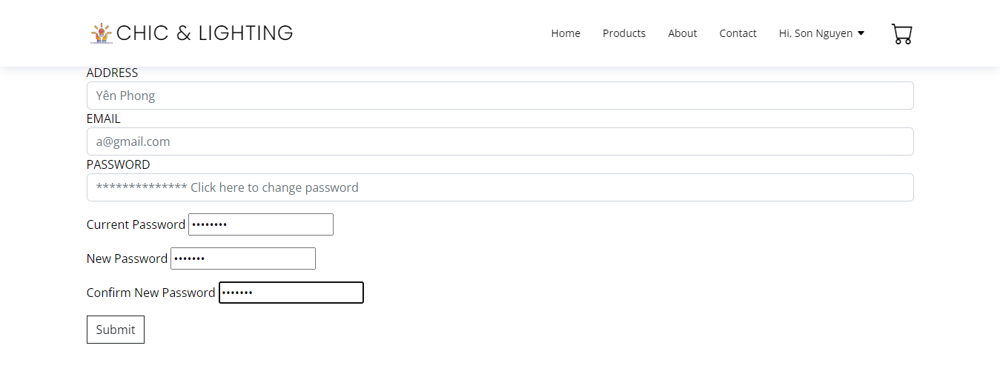 CHIC & LIGHTING
Home Products About Contact Hi, Son Nguyen
ADDRESS
Yên Phong
EMAIL
a@gmail.com
PASSWORD
************** Click here to change password
Current Password ••••••••
New Password •••••••
Confirm New Password •••••••
Submit